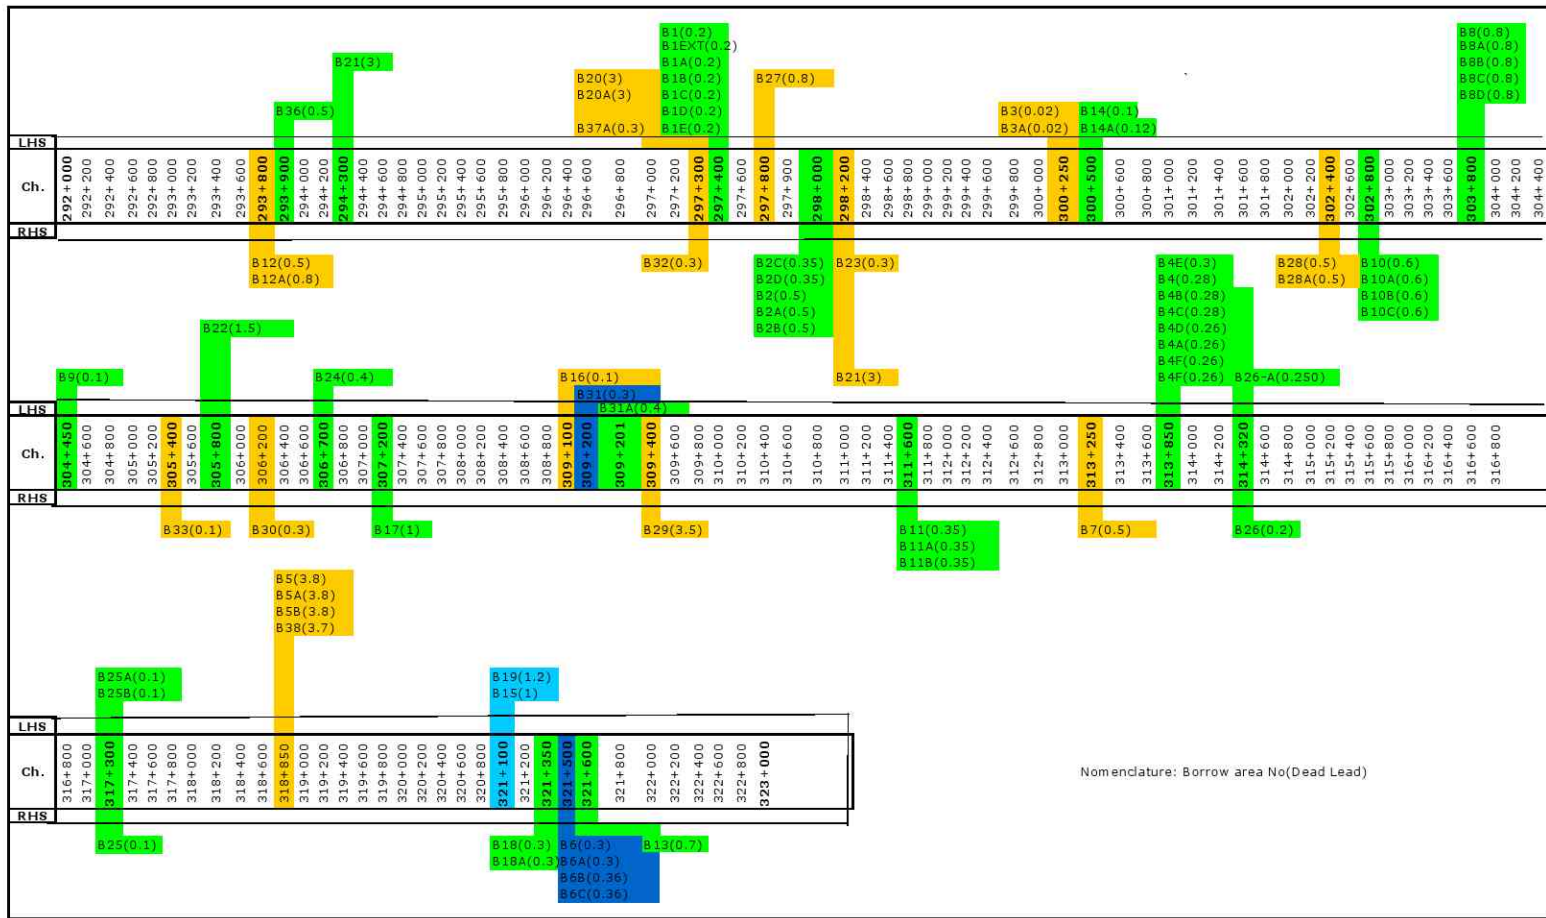 B1(0.2)
B1EXT(0.2)
B21(3) B1A(0.2)
B20(3) B1B(0.2) B27(0.8)
B20A(3) B1C(0.2)
B36(0.5) B1D(0.2) B3(0.02) B14(0.1)
B37A(0.3) B1E(0.2) B3A(0.02) B14A(0.12)
B8(0.8)
B8A(0.8)
B8B(0.8)
B8C(0.8)
B8D(0.8)
LHS
Ch. 292+000 292+200 292+400 292+600 292+800 293+000 293+200 293+400 293+600 293+800 293+900 294+000 294+200 294+300 294+400 294+600 294+800 295+000 295+200 295+400 295+600 295+800 296+000 296+200 296+400 296+600 296+800 297+000 297+200 297+300 297+400 297+600 297+800 297+900 298+000 298+200 298+400 298+600 298+800 299+000 299+200 299+400 299+600 299+800 300+000 300+250 300+500 300+600 300+800 301+000 301+200 301+400 301+600 301+800 302+000 302+200 302+400 302+600 302+800 303+000 303+200 303+400 303+600 303+800 304+000 304+200 304+400
RHS
B12(0.5) B32(0.3) B2C(0.35) B23(0.3) B4E(0.3) B28(0.5) B10(0.6)
B12A(0.8) B2D(0.35) B4(0.28) B28A(0.5) B10A(0.6)
B2(0.5) B4B(0.28) B10B(0.6)
B2A(0.5) B4C(0.28) B10C(0.6)
B22(1.5) B2B(0.5) B4D(0.26)
B4A(0.26)
B4F(0.26)
B9(0.1) B24(0.4) B16(0.1) B21(3) B4F(0.26) B26-A(0.250)
B31(0.3)
B31A(0.4)
LHS
Ch. 304+450 304+600 304+800 305+000 305+200 305+400 305+600 305+800 306+000 306+200 306+400 306+600 306+700 306+800 307+000 307+200 307+400 307+600 307+800 308+000 308+200 308+400 308+600 308+800 309+100 309+200 309+201 309+400 309+600 309+800 310+000 310+200 310+400 310+600 310+800 311+000 311+200 311+400 311+600 311+800 312+000 312+200 312+400 312+600 312+800 313+000 313+250 313+400 313+600 313+850 314+000 314+200 314+320 314+600 314+800 315+000 315+200 315+400 315+600 315+800 316+000 316+200 316+400 316+600 316+800
RHS
B33(0.1) B30(0.3) B17(1) B29(3.5) B11(0.35) B7(0.5) B26(0.2)
B11A(0.35)
B11B(0.35)
B5(3.8)
B5A(3.8)
B5B(3.8)
B38(3.7)
B25A(0.1) B19(1.2)
B25B(0.1) B15(1)
LHS
Ch. 316+800 317+000 317+300 317+400 317+600 317+800 318+000 318+200 318+400 318+600 318+850 319+000 319+200 319+400 319+600 319+800 320+000 320+200 320+400 320+600 320+800 321+100 321+200 321+350 321+500 321+600 321+800 322+000 322+200 322+400 322+600 322+800 323+000
Nomenclature: Borrow area No(Dead Lead)
RHS
B25(0.1) B18(0.3) B6(0.3) B13(0.7)
B18A(0.3) B6A(0.3)
B6B(0.36)
B6C(0.36)